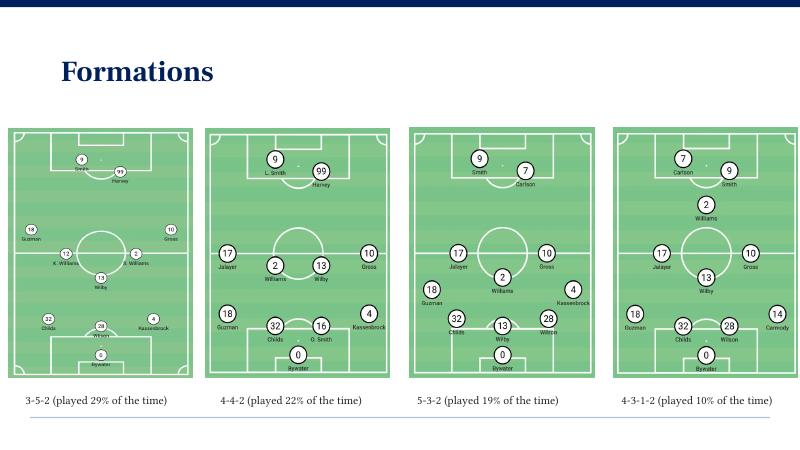 Formations
9
Smith
99
Harvey
18
Guzman
10
Gross
12
K. Williams
2
S. Williams
13
Wilby
32
Childs
28
Wilson
4
Kassenbrock
0
Bywater
3-5-2 (played 29% of the time)
9
L. Smith
99
Harvey
17
Jalayer
10
Gross
2
Williams
13
Wilby
18
Guzman
4
Kassenbrock
32
Childs
16
O. Smith
0
Bywater
4-4-2 (played 22% of the time)
9
Smith
7
Carlson
17
Jalayer
10
Gross
2
Williams
18
Guzman
4
Kassenbrock
32
Childs
13
Wilby
28
Wilson
0
Bywater
5-3-2 (played 19% of the time)
7
Carlson
9
Smith
2
Williams
17
Jalayer
10
Gross
13
Wilby
18
Guzman
14
Carmody
32
Childs
28
Wilson
0
Bywater
4-3-1-2 (played 10% of the time)